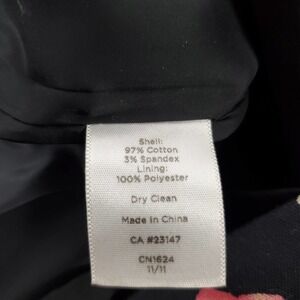 Shell:
97% Cotton
3% Spandex
Lining:
100% Polyester
Dry Clean
Made in China
CA #23147
CN1624
11/11